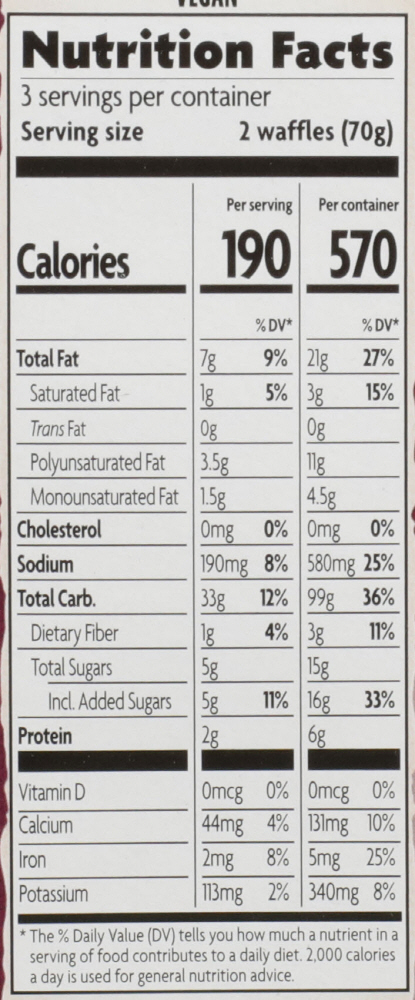 VEGAN
Nutrition Facts
3 servings per container
Serving size 2 waffles (70g)
Per serving Per container
Calories 190 570
% DV* % DV*
Total Fat 7g 9% 21g 27%
Saturated Fat 1g 5% 3g 15%
Trans Fat 0g 0g
Polyunsaturated Fat 3.5g 11g
Monounsaturated Fat 1.5g 4.5g
Cholesterol 0mg 0% 0mg 0%
Sodium 190mg 8% 580mg 25%
Total Carb. 33g 12% 99g 36%
Dietary Fiber 1g 4% 3g 11%
Total Sugars 5g 15g
Incl. Added Sugars 5g 11% 16g 33%
Protein 2g 6g
Vitamin D 0mcg 0% 0mcg 0%
Calcium 44mg 4% 131mg 10%
Iron 2mg 8% 5mg 25%
Potassium 113mg 2% 340mg 8%
* The % Daily Value (DV) tells you how much a nutrient in a
serving of food contributes to a daily diet. 2,000 calories
a day is used for general nutrition advice.